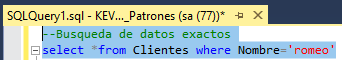 SQLQuery1.sql - KEV..._Patrones (sa (77))*
--Busqueda de datos exactos
select *from Clientes where Nombre='romeo'